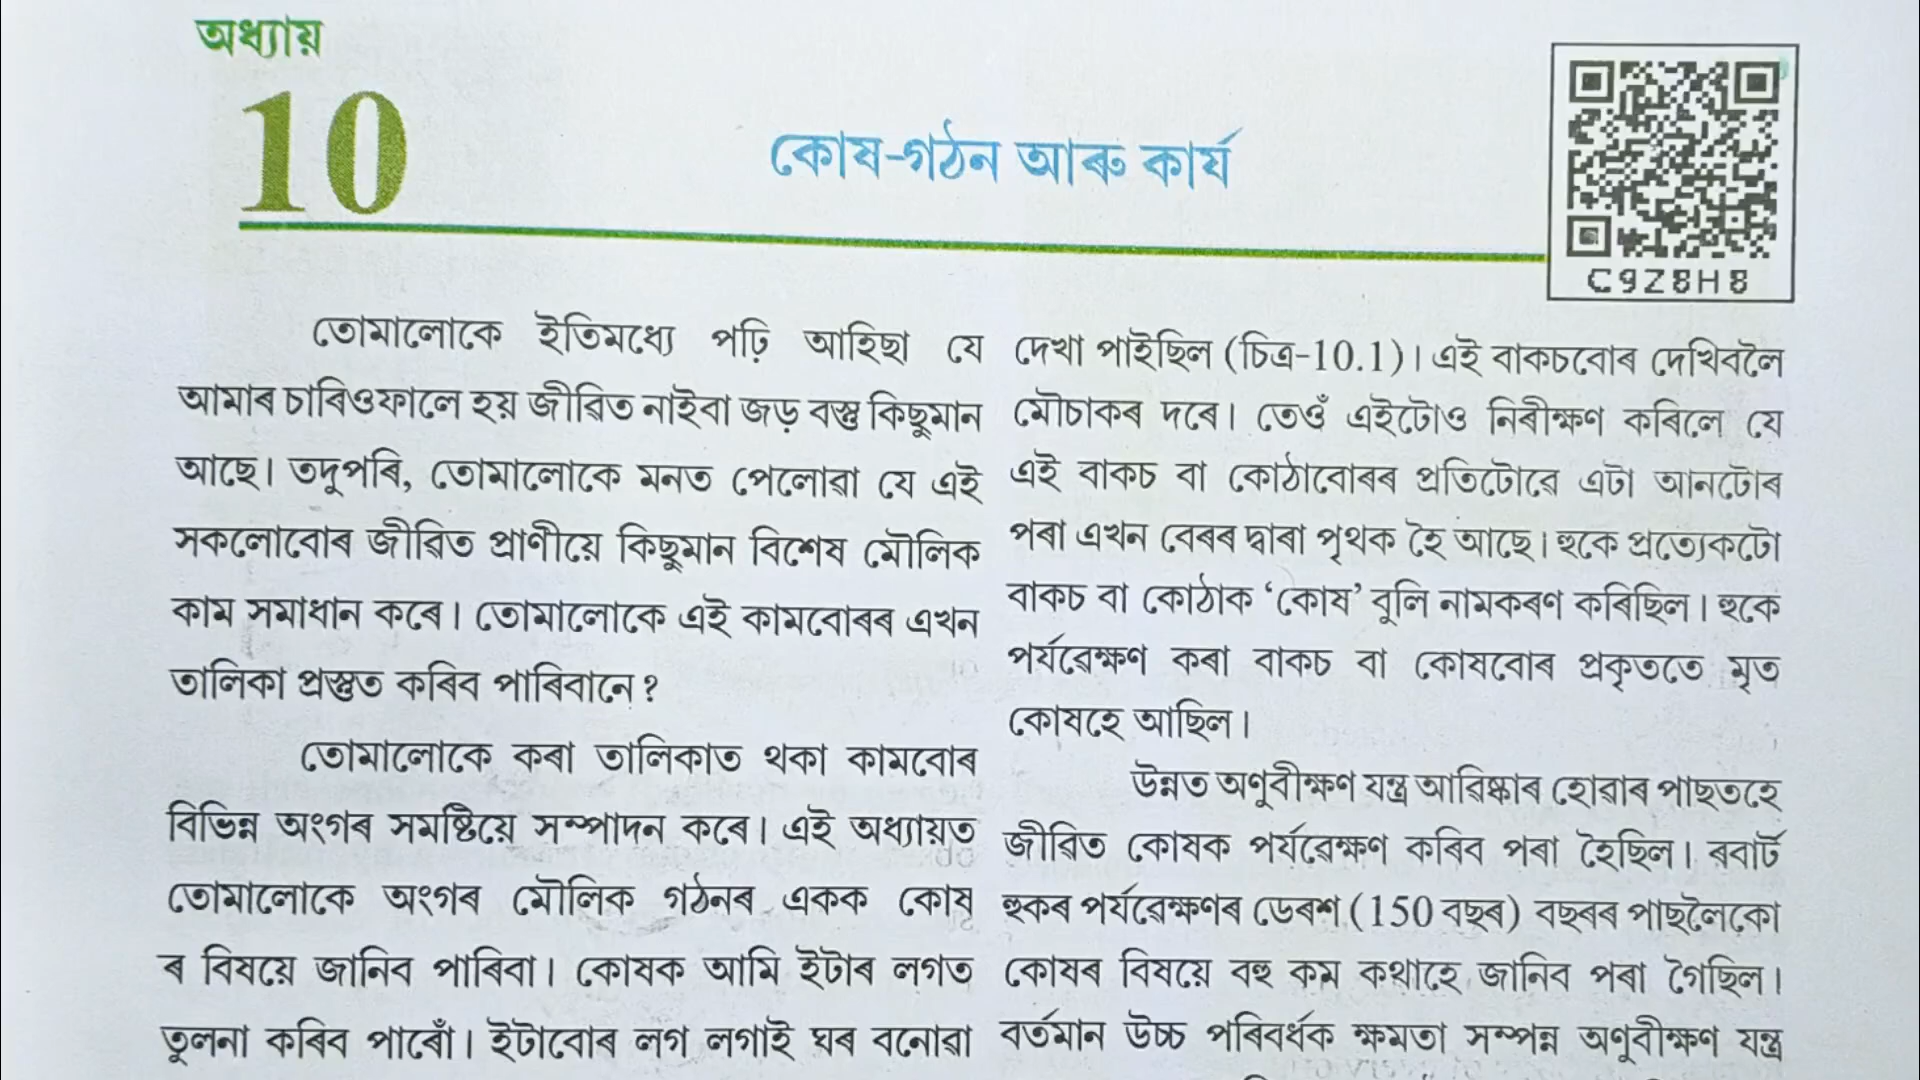 অধ্যায়
10
কোষ-গঠন আৰু কাৰ্য
C9Z8H8
তোমালোকে ইতিমধ্যে পঢ়ি আহিছা যে
আমাৰ চাৰিওফালে হয় জীৱিত নাইবা জড় বস্তু কিছুমান
আছে। তদুপৰি, তোমালোকে মনত পেলোৱা যে এই
সকলোবোৰ জীৱিত প্ৰাণীয়ে কিছুমান বিশেষ মৌলিক
কাম সমাধান কৰে। তোমালোকে এই কামবোৰৰ এখন
তালিকা প্ৰস্তুত কৰিব পাৰিবানে?
তোমালোকে কৰা তালিকাত থকা কামবোৰ
বিভিন্ন অংগৰ সমষ্টিয়ে সম্পাদন কৰে। এই অধ্যায়ত
তোমালোকে অংগৰ মৌলিক গঠনৰ একক কোষ
ৰ বিষয়ে জানিব পাৰিবা। কোষক আমি ইটাৰ লগত
তুলনা কৰিব পাৰোঁ। ইটাবোৰ লগ লগাই ঘৰ বনোৱা
দেখা পাইছিল (চিত্ৰ-10.1)। এই বাকচবোৰ দেখিবলৈ
মৌচাকৰ দৰে। তেওঁ এইটোও নিৰীক্ষণ কৰিলে যে
এই বাকচ বা কোঠাবোৰৰ প্ৰতিটোৱে এটা আনটোৰ
পৰা এখন বেৰৰ দ্বাৰা পৃথক হৈ আছে। হুকে প্ৰত্যেকটো
বাকচ বা কোঠাক ‘কোষ’ বুলি নামকৰণ কৰিছিল। হুকে
পৰ্যৱেক্ষণ কৰা বাকচ বা কোষবোৰ প্ৰকৃততে মৃত
কোষহে আছিল।
উন্নত অণুবীক্ষণ যন্ত্ৰ আৱিষ্কাৰ হোৱাৰ পাছতহে
জীৱিত কোষক পৰ্যৱেক্ষণ কৰিব পৰা হৈছিল। ৰবাৰ্ট
হুকৰ পৰ্যৱেক্ষণৰ ডেৰশ (150 বছৰ) বছৰৰ পাছলৈকো
কোষৰ বিষয়ে বহু কম কথাহে জানিব পৰা গৈছিল।
বৰ্তমান উচ্চ পৰিবৰ্ধক ক্ষমতা সম্পন্ন অণুবীক্ষণ যন্ত্ৰ